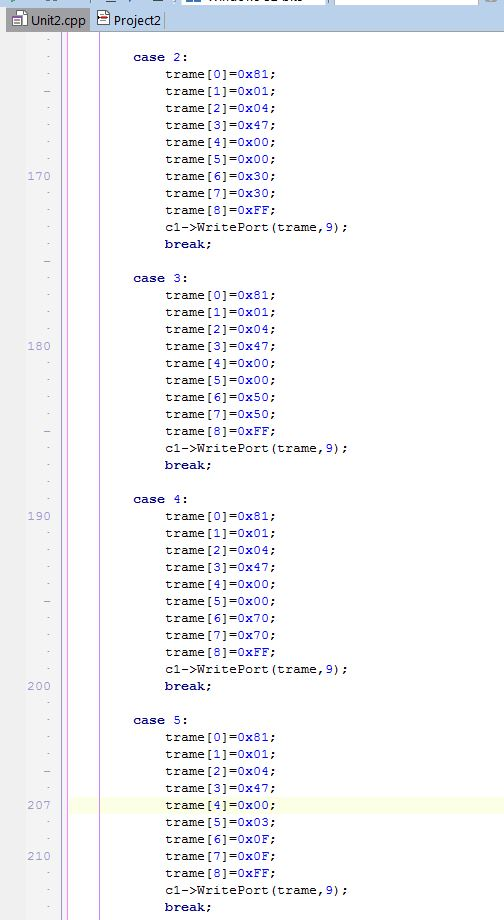 Unit2.cpp Project2
case 2:
trame[0]=0x81;
trame[1]=0x01;
trame[2]=0x04;
trame[3]=0x47;
trame[4]=0x00;
trame[5]=0x00;
170 trame[6]=0x30;
trame[7]=0x30;
trame[8]=0xFF;
c1->WritePort(trame,9);
break;
case 3:
trame[0]=0x81;
trame[1]=0x01;
trame[2]=0x04;
180 trame[3]=0x47;
trame[4]=0x00;
trame[5]=0x00;
trame[6]=0x50;
trame[7]=0x50;
trame[8]=0xFF;
c1->WritePort(trame,9);
break;
case 4:
190 trame[0]=0x81;
trame[1]=0x01;
trame[2]=0x04;
trame[3]=0x47;
trame[4]=0x00;
trame[5]=0x00;
trame[6]=0x70;
trame[7]=0x70;
trame[8]=0xFF;
c1->WritePort(trame,9);
200 break;
case 5:
trame[0]=0x81;
trame[1]=0x01;
trame[2]=0x04;
trame[3]=0x47;
207 trame[4]=0x00;
trame[5]=0x03;
trame[6]=0x0F;
210 trame[7]=0x0F;
trame[8]=0xFF;
c1->WritePort(trame,9);
break;